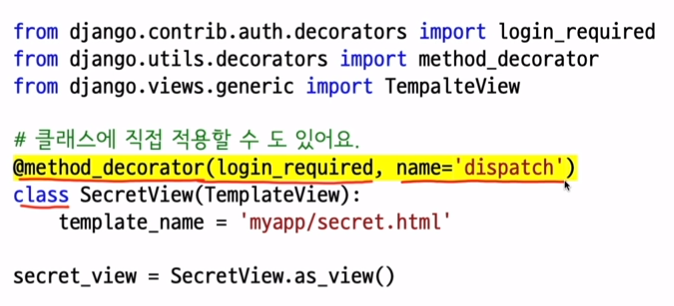 from django.contrib.auth.decorators import login_required
from django.utils.decorators import method_decorator
from django.views.generic import TempalteView
# 클래스에 직접 적용할 수 도 있어요.
@method_decorator(login_required, name='dispatch')
class SecretView(TemplateView):
    template_name = 'myapp/secret.html'
secret_view = SecretView.as_view()